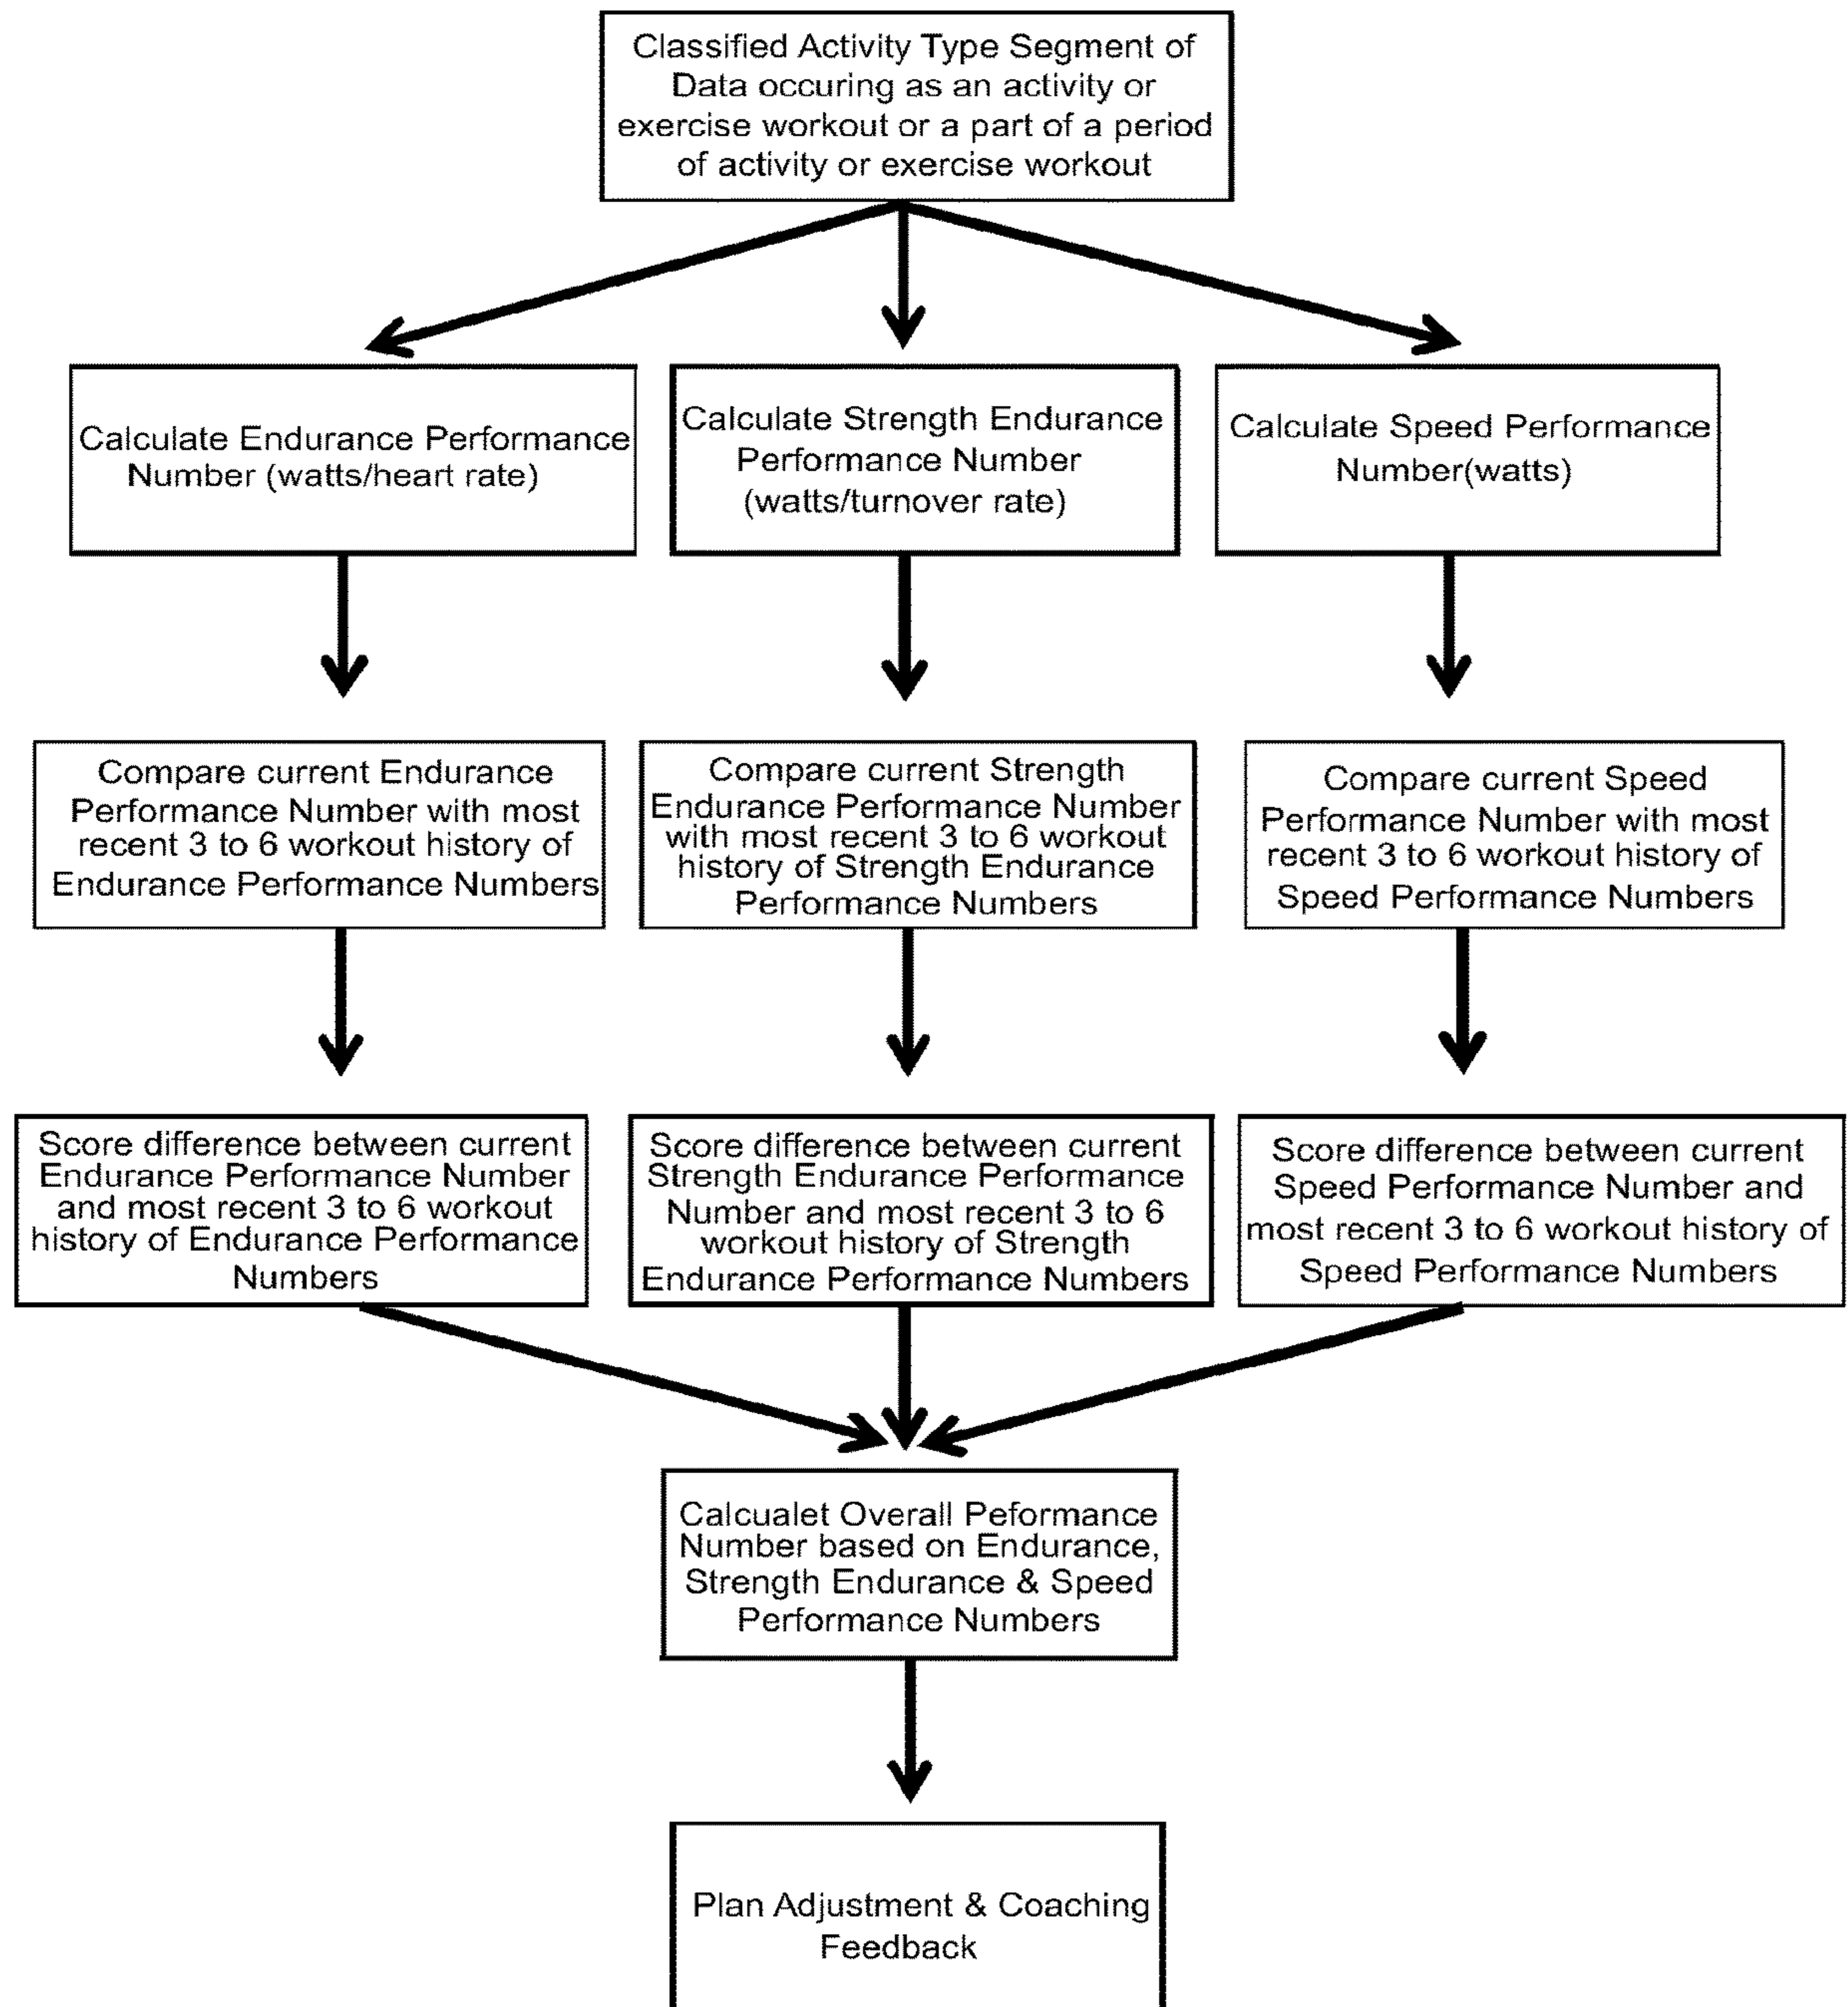 Classified Activity Type Segment of
Data occuring as an activity or
exercise workout or a part of a period
of activity or exercise workout
Calculate Endurance Performance
Number (watts/heart rate)
Calculate Strength Endurance
Performance Number
(watts/turnover rate)
Calculate Speed Performance
Number(watts)
Compare current Endurance
Performance Number with most
recent 3 to 6 workout history of
Endurance Performance Numbers
Compare current Strength
Endurance Performance Number
with most recent 3 to 6 workout
history of Strength Endurance
Performance Numbers
Compare current Speed
Performance Number with most
recent 3 to 6 workout history of
Speed Performance Numbers
Score difference between current
Endurance Performance Number
and most recent 3 to 6 workout
history of Endurance Performance
Numbers
Score difference between current
Strength Endurance Performance
Number and most recent 3 to 6
workout history of Strength
Endurance Performance Numbers
Score difference between current
Speed Performance Number and
most recent 3 to 6 workout history of
Speed Performance Numbers
Calcualet Overall Peformance
Number based on Endurance,
Strength Endurance & Speed
Performance Numbers
Plan Adjustment & Coaching
Feedback